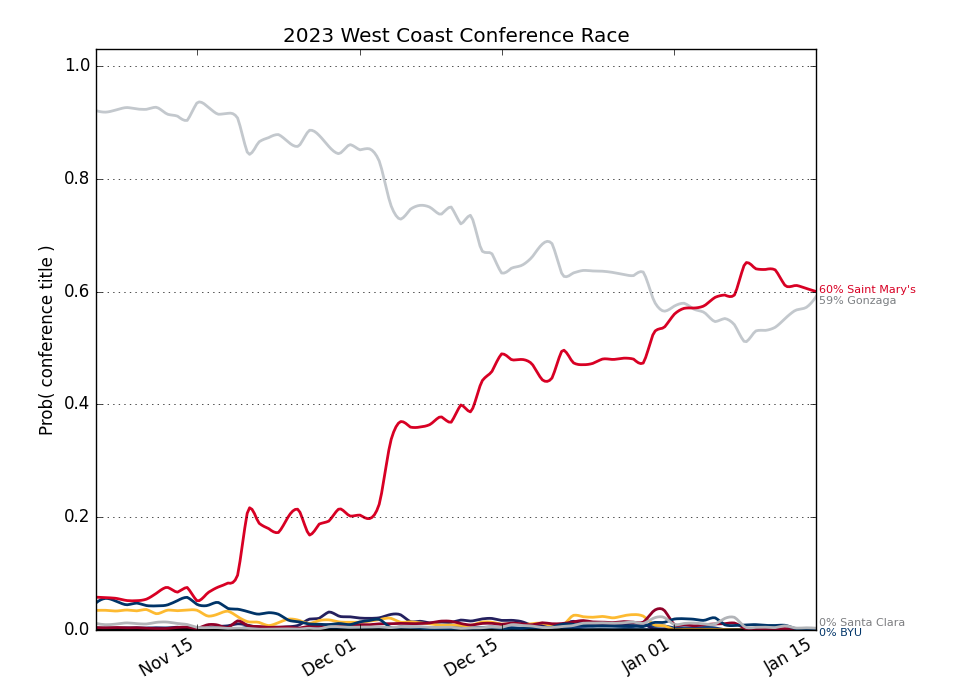 2023 West Coast Conference Race
1.0
0.8
0.6
0.4
0.2
0.0
Prob( conference title )
60% Saint Mary's
59% Gonzaga
0% Santa Clara
0% BYU
Nov 15
Dec 01
Dec 15
Jan 01
Jan 15